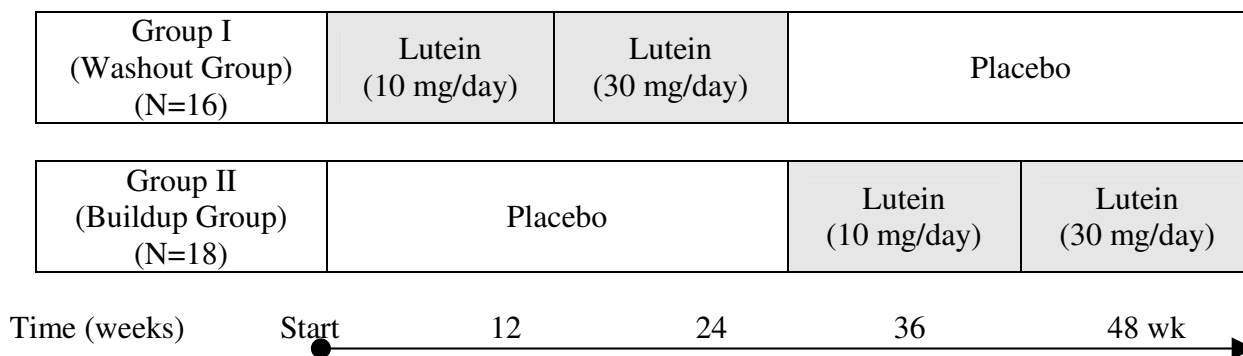 Group I
(Washout Group)
(N=16)
Lutein
(10 mg/day)
Lutein
(30 mg/day)
Placebo
Group II
(Buildup Group)
(N=18)
Placebo
Lutein
(10 mg/day)
Lutein
(30 mg/day)
Time (weeks) Start 12 24 36 48 wk